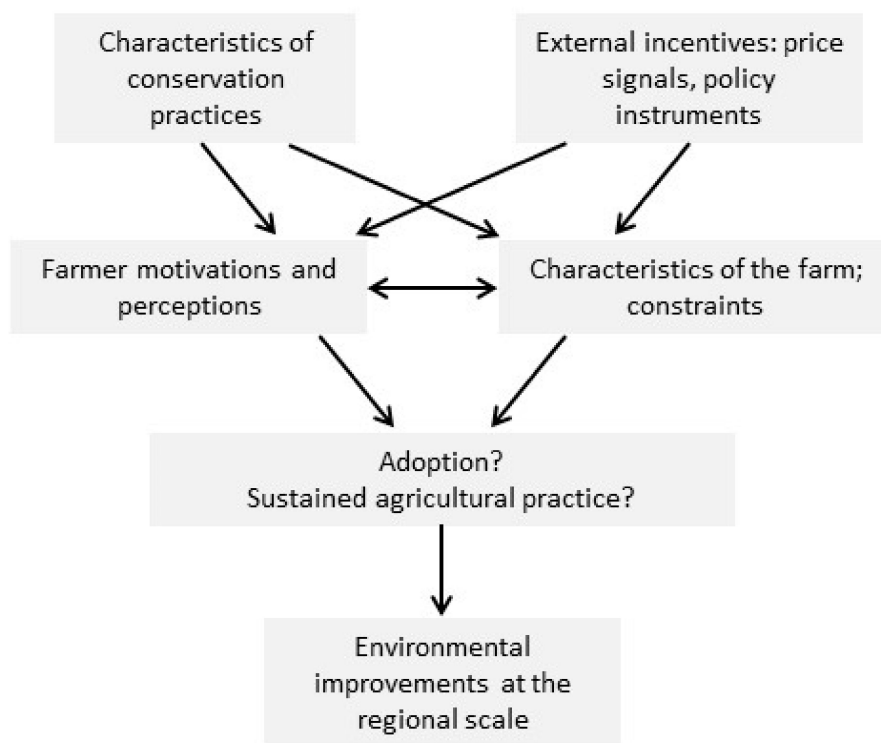 Characteristics of
conservation
practices
External incentives: price
signals, policy
instruments
Farmer motivations and
perceptions
Characteristics of the farm;
constraints
Adoption?
Sustained agricultural practice?
Environmental
improvements at the
regional scale